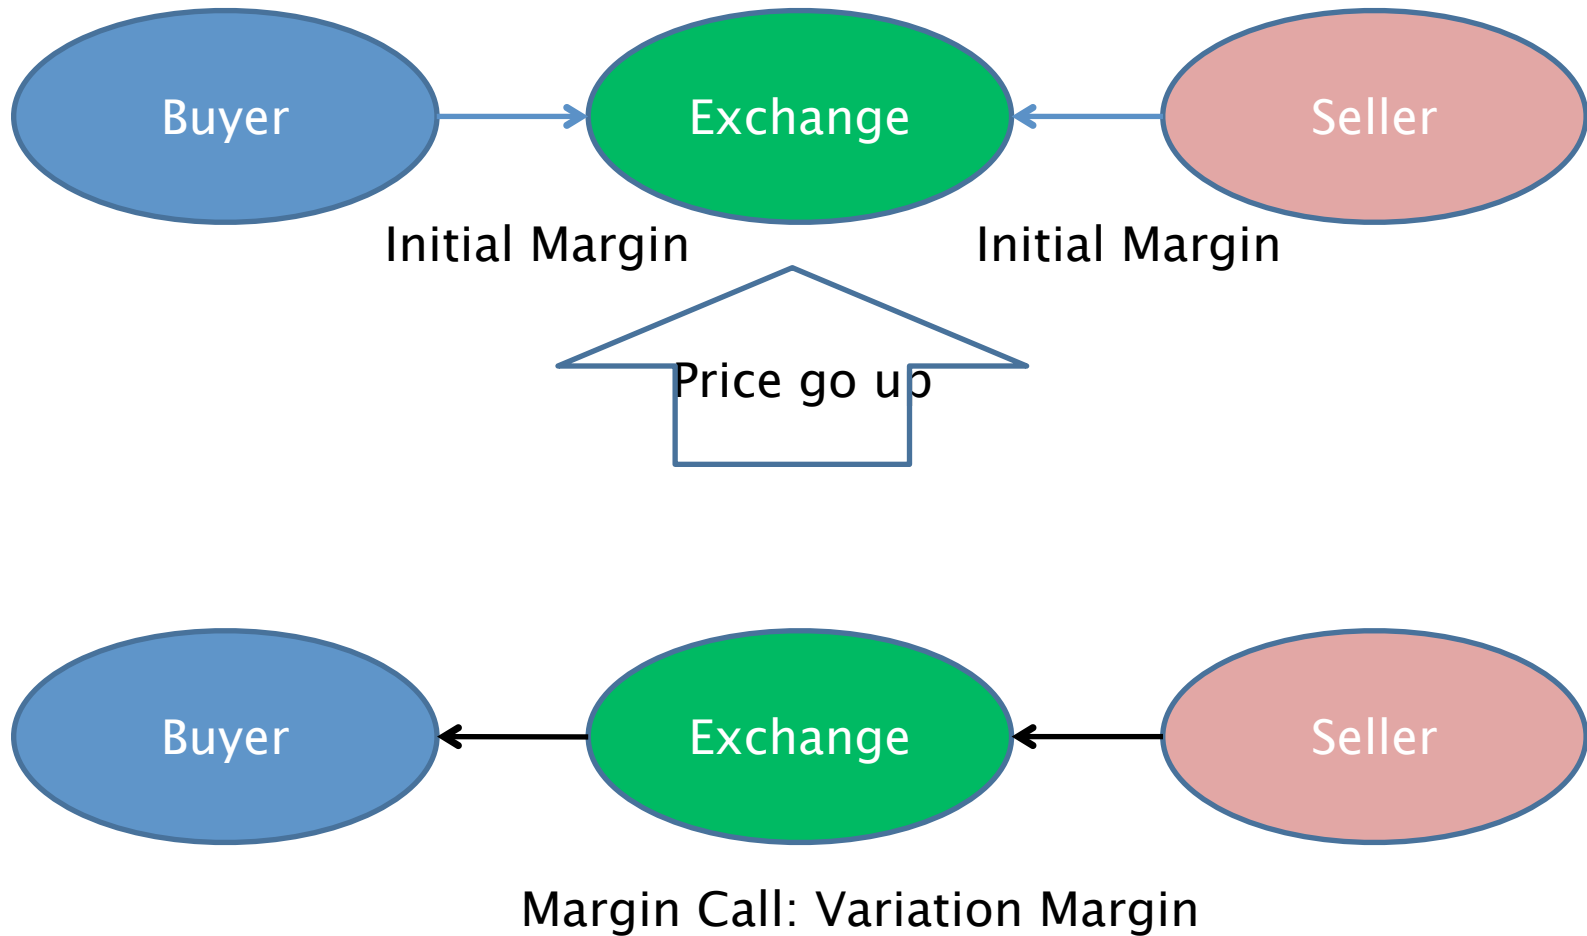 Buyer Exchange Seller
Initial Margin Initial Margin
Price go up
Buyer Exchange Seller
Margin Call: Variation Margin